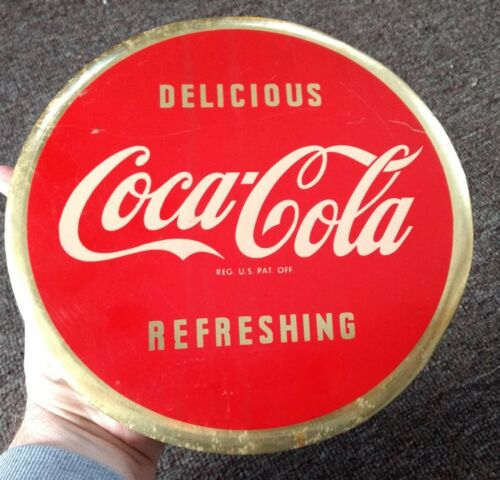 DELICIOUS
Coca-Cola
REG. U.S. PAT. OFF.
REFRESHING